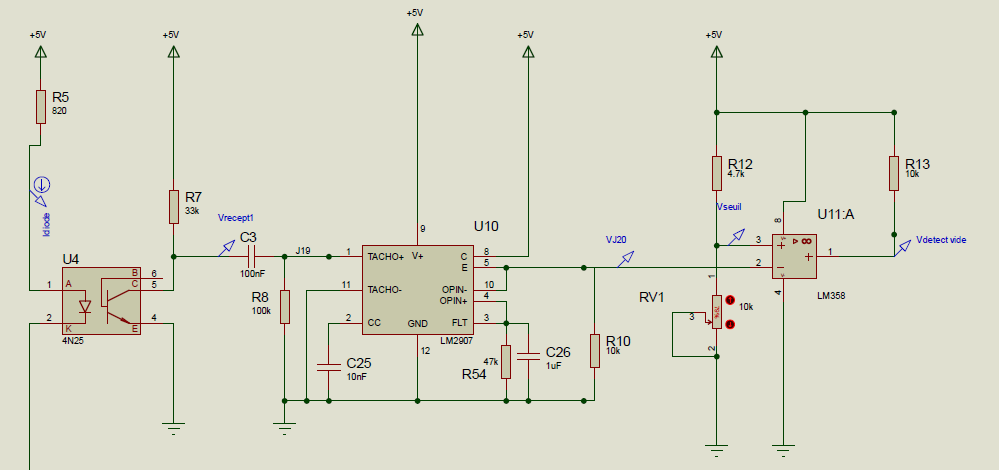 +5V
+5V
+5V
+5V
+5V
R5
820
Idiode
R7
33k
Vrecept1
C3
100nF
J19
U4
A
K
B
C
E
1
2
6
5
4
4N25
R8
100k
C25
10nF
U10
1
11
2
TACHO+
TACHO-
CC
V+
GND
C
E
OPIN-
OPIN+
FLT
9
8
5
10
4
3
12
LM2907
47k
R54
C26
1uF
R10
10k
VJ20
R12
4.7k
Vseuil
RV1
10k
1
3
2
U11:A
8
3
2
1
4
LM358
R13
10k
Vdetect vide